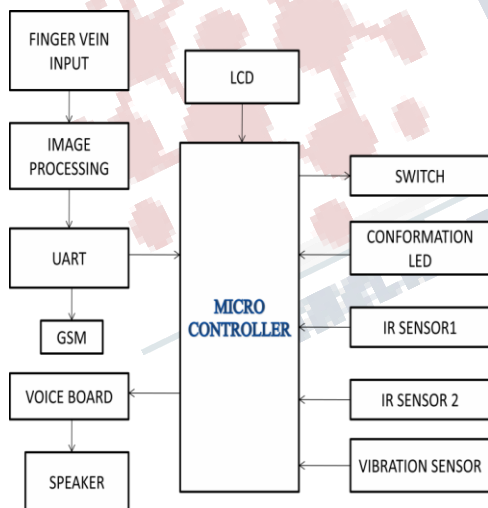 FINGER VEIN
INPUT
LCD
IMAGE
PROCESSING
SWITCH
UART
CONFORMATION
LED
MICRO
CONTROLLER
GSM
IR SENSOR1
VOICE BOARD
IR SENSOR 2
SPEAKER
VIBRATION SENSOR